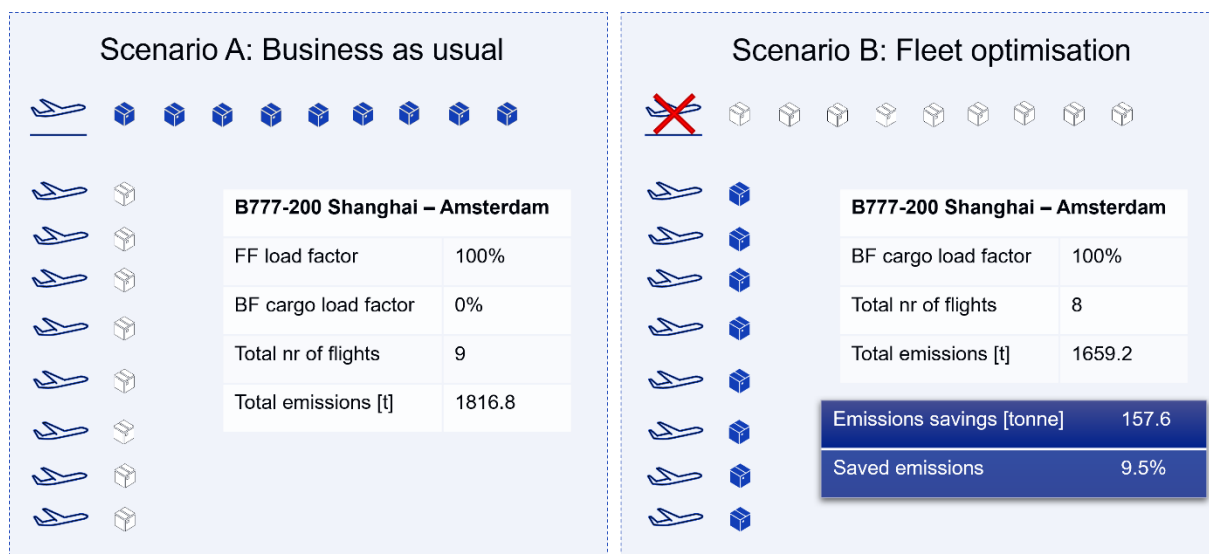 Scenario A: Business as usual
B777-200 Shanghai – Amsterdam
FF load factor 100%
BF cargo load factor 0%
Total nr of flights 9
Total emissions [t] 1816.8
Scenario B: Fleet optimisation
B777-200 Shanghai – Amsterdam
BF cargo load factor 100%
Total nr of flights 8
Total emissions [t] 1659.2
Emissions savings [tonne] 157.6
Saved emissions 9.5%